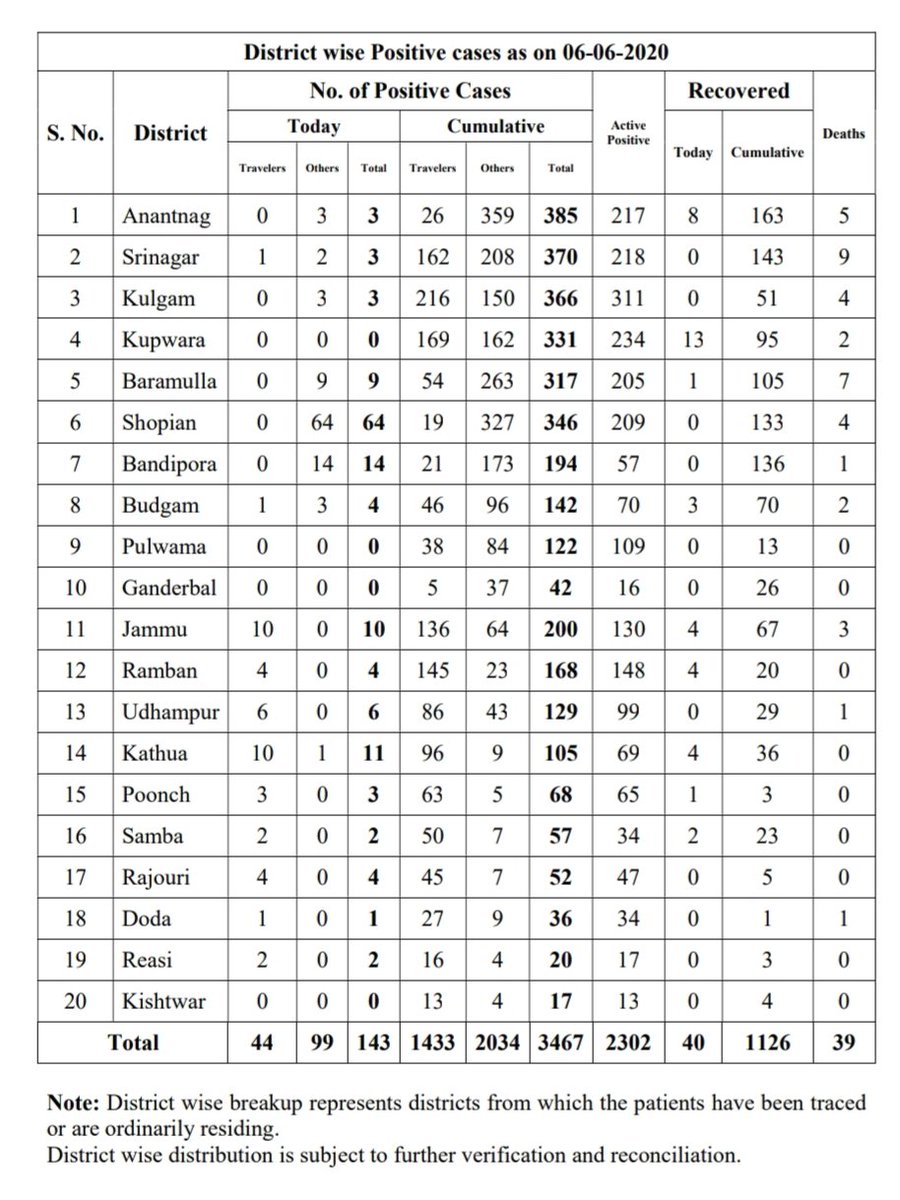 District wise Positive cases as on 06-06-2020
S. No. District No. of Positive Cases Active Positive Recovered Deaths
Today Cumulative Today Cumulative
Travelers Others Total Travelers Others Total
1 Anantnag 0 3 3 26 359 385 217 8 163 5
2 Srinagar 1 2 3 162 208 370 218 0 143 9
3 Kulgam 0 3 3 216 150 366 311 0 51 4
4 Kupwara 0 0 0 169 162 331 234 13 95 2
5 Baramulla 0 9 9 54 263 317 205 1 105 7
6 Shopian 0 64 64 19 327 346 209 0 133 4
7 Bandipora 0 14 14 21 173 194 57 0 136 1
8 Budgam 1 3 4 46 96 142 70 3 70 2
9 Pulwama 0 0 0 38 84 122 109 0 13 0
10 Ganderbal 0 0 0 5 37 42 16 0 26 0
11 Jammu 10 0 10 136 64 200 130 4 67 3
12 Ramban 4 0 4 145 23 168 148 4 20 0
13 Udhampur 6 0 6 86 43 129 99 0 29 1
14 Kathua 10 1 11 96 9 105 69 4 36 0
15 Poonch 3 0 3 63 5 68 65 1 3 0
16 Samba 2 0 2 50 7 57 34 2 23 0
17 Rajouri 4 0 4 45 7 52 47 0 5 0
18 Doda 1 0 1 27 9 36 34 0 1 1
19 Reasi 2 0 2 16 4 20 17 0 3 0
20 Kishtwar 0 0 0 13 4 17 13 0 4 0
Total 44 99 143 1433 2034 3467 2302 40 1126 39
Note: District wise breakup represents districts from which the patients have been traced
or are ordinarily residing.
District wise distribution is subject to further verification and reconciliation.